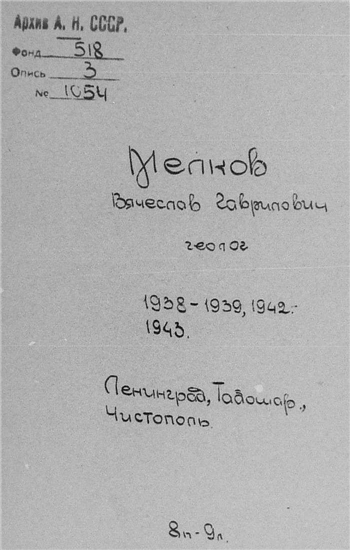 Архив А. Н. СССР.
Фонд 518
Опись 3
№ 1054
Мелков
Вячеслав Гаврилович
геолог
1938-1939, 1942.-
1943.
Ленинград, Табошар.,
Чистополь.
8п-9л.